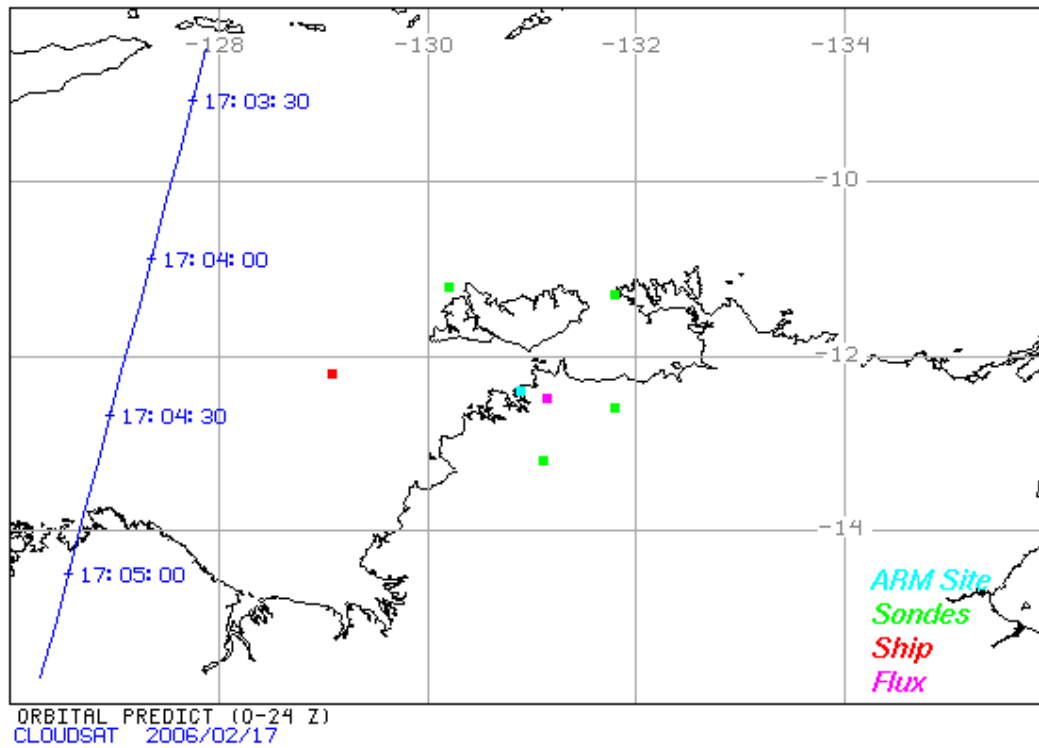 -128 -130 -132 -134
17:03:30
-10
17:04:00
-12
17:04:30
-14
17:05:00
ARM Site
Sondes
Ship
Flux
ORBITAL PREDICT (0-24 Z)
CLOUDSAT 2006/02/17